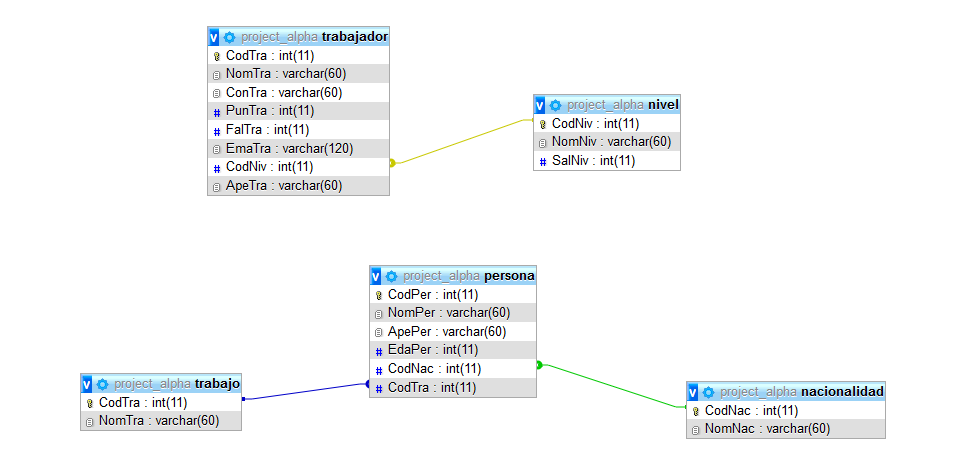 v project_alpha trabajador
CodTra : int(11)
NomTra : varchar(60)
ConTra : varchar(60)
# PunTra : int(11)
# FalTra : int(11)
EmaTra : varchar(120)
# CodNiv : int(11)
ApeTra : varchar(60)
v project_alpha nivel
CodNiv : int(11)
NomNiv : varchar(60)
# SalNiv : int(11)
v project_alpha persona
CodPer : int(11)
NomPer : varchar(60)
ApePer : varchar(60)
# EdaPer : int(11)
# CodNac : int(11)
# CodTra : int(11)
v project_alpha trabajo
CodTra : int(11)
NomTra : varchar(60)
v project_alpha nacionalidad
CodNac : int(11)
NomNac : varchar(60)